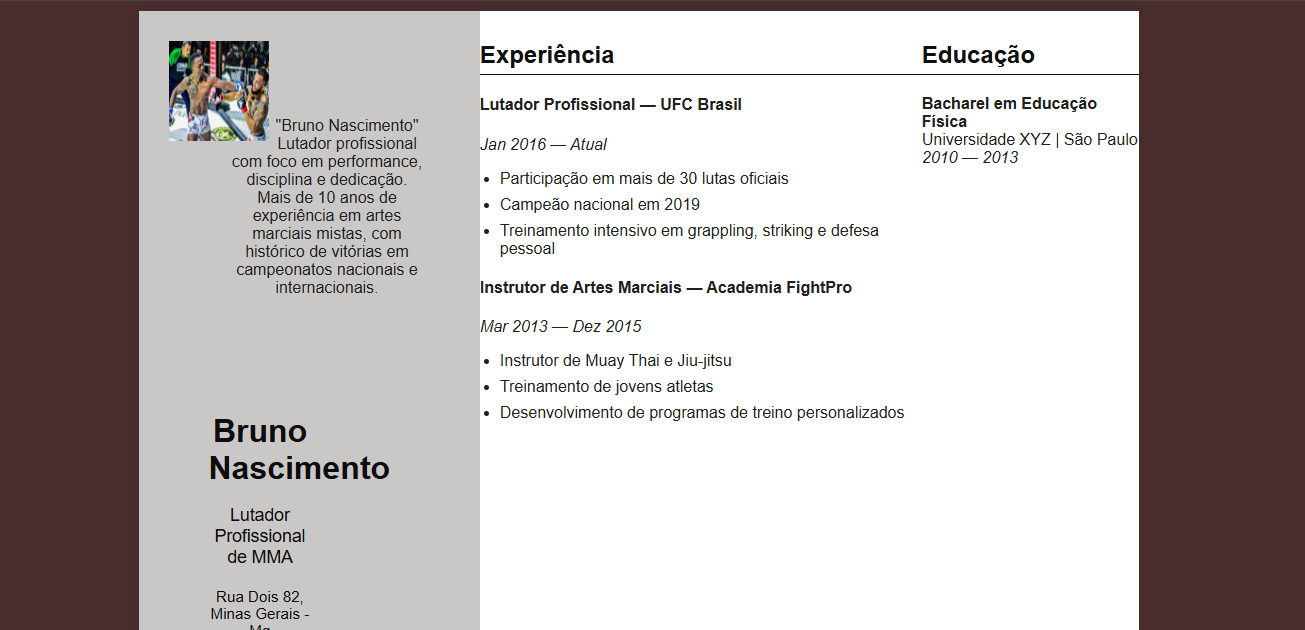 "Bruno Nascimento"
Lutador profissional
com foco em performance,
disciplina e dedicação.
Mais de 10 anos de
experiência em artes
marciais mistas, com
histórico de vitórias em
campeonatos nacionais e
internacionais.
Bruno
Nascimento
Lutador
Profissional
de MMA
Rua Dois 82,
Minas Gerais -
Mg
Experiência
Lutador Profissional — UFC Brasil
Jan 2016 — Atual
Participação em mais de 30 lutas oficiais
Campeão nacional em 2019
Treinamento intensivo em grappling, striking e defesa
pessoal
Instrutor de Artes Marciais — Academia FightPro
Mar 2013 — Dez 2015
Instrutor de Muay Thai e Jiu-jitsu
Treinamento de jovens atletas
Desenvolvimento de programas de treino personalizados
Educação
Bacharel em Educação
Física
Universidade XYZ | São Paulo
2010 — 2013